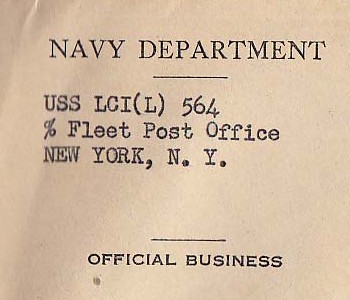 NAVY DEPARTMENT
USS LCI(L) 564
% Fleet Post Office
NEW YORK, N. Y.
OFFICIAL BUSINESS